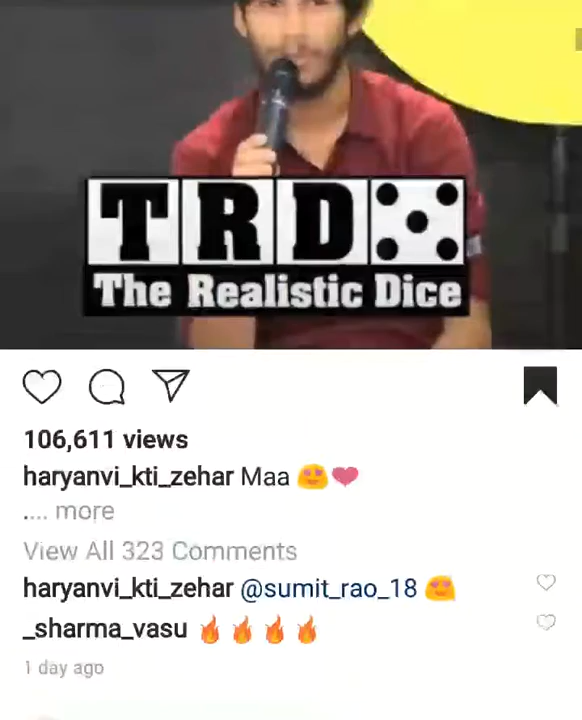 TRD
The Realistic Dice
106,611 views
haryanvi_kti_zehar Maa 😍❤
.... more
View All 323 Comments
haryanvi_kti_zehar @sumit_rao_18 😍
_sharma_vasu 🔥🔥🔥🔥
1 day ago